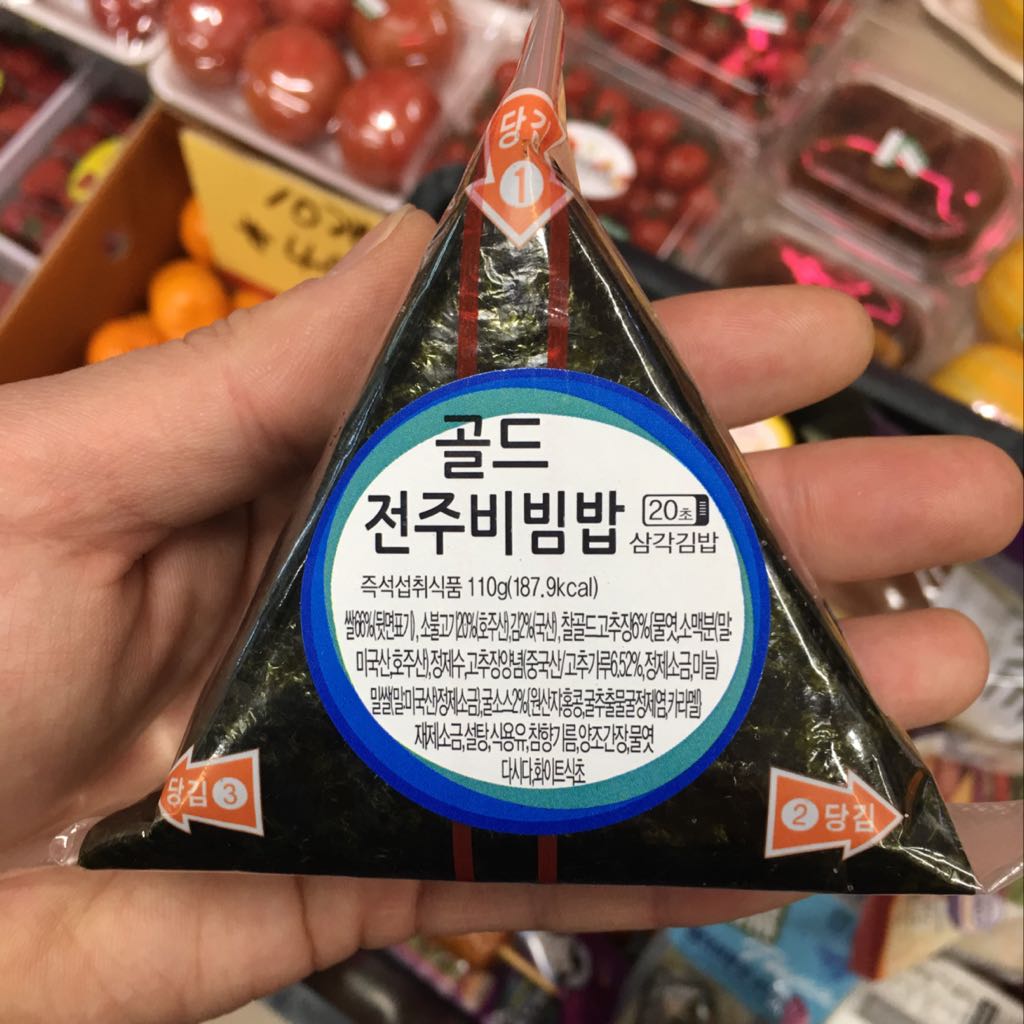 당김
1
골드
전주비빔밥
20초
삼각김밥
즉석섭취식품 110g(187.9kcal)
쌀66%(뒷면표기), 소불고기26%(호주산), 김2%(국산), 찰골드고추장6%(물엿,소맥분(밀
미국산,호주산),정제수,고추장양념(중국산/고추가루6.52%,정제소금,마늘)
밀쌀(밀미국산)정제소금),굴소스2%(원산지홍콩,굴추출물굴정제염,카라멜)
재제소금,설탕,식용유,참향기름,양조간장,물엿
다시다,화이트식초
당김 3
2 당김
10개